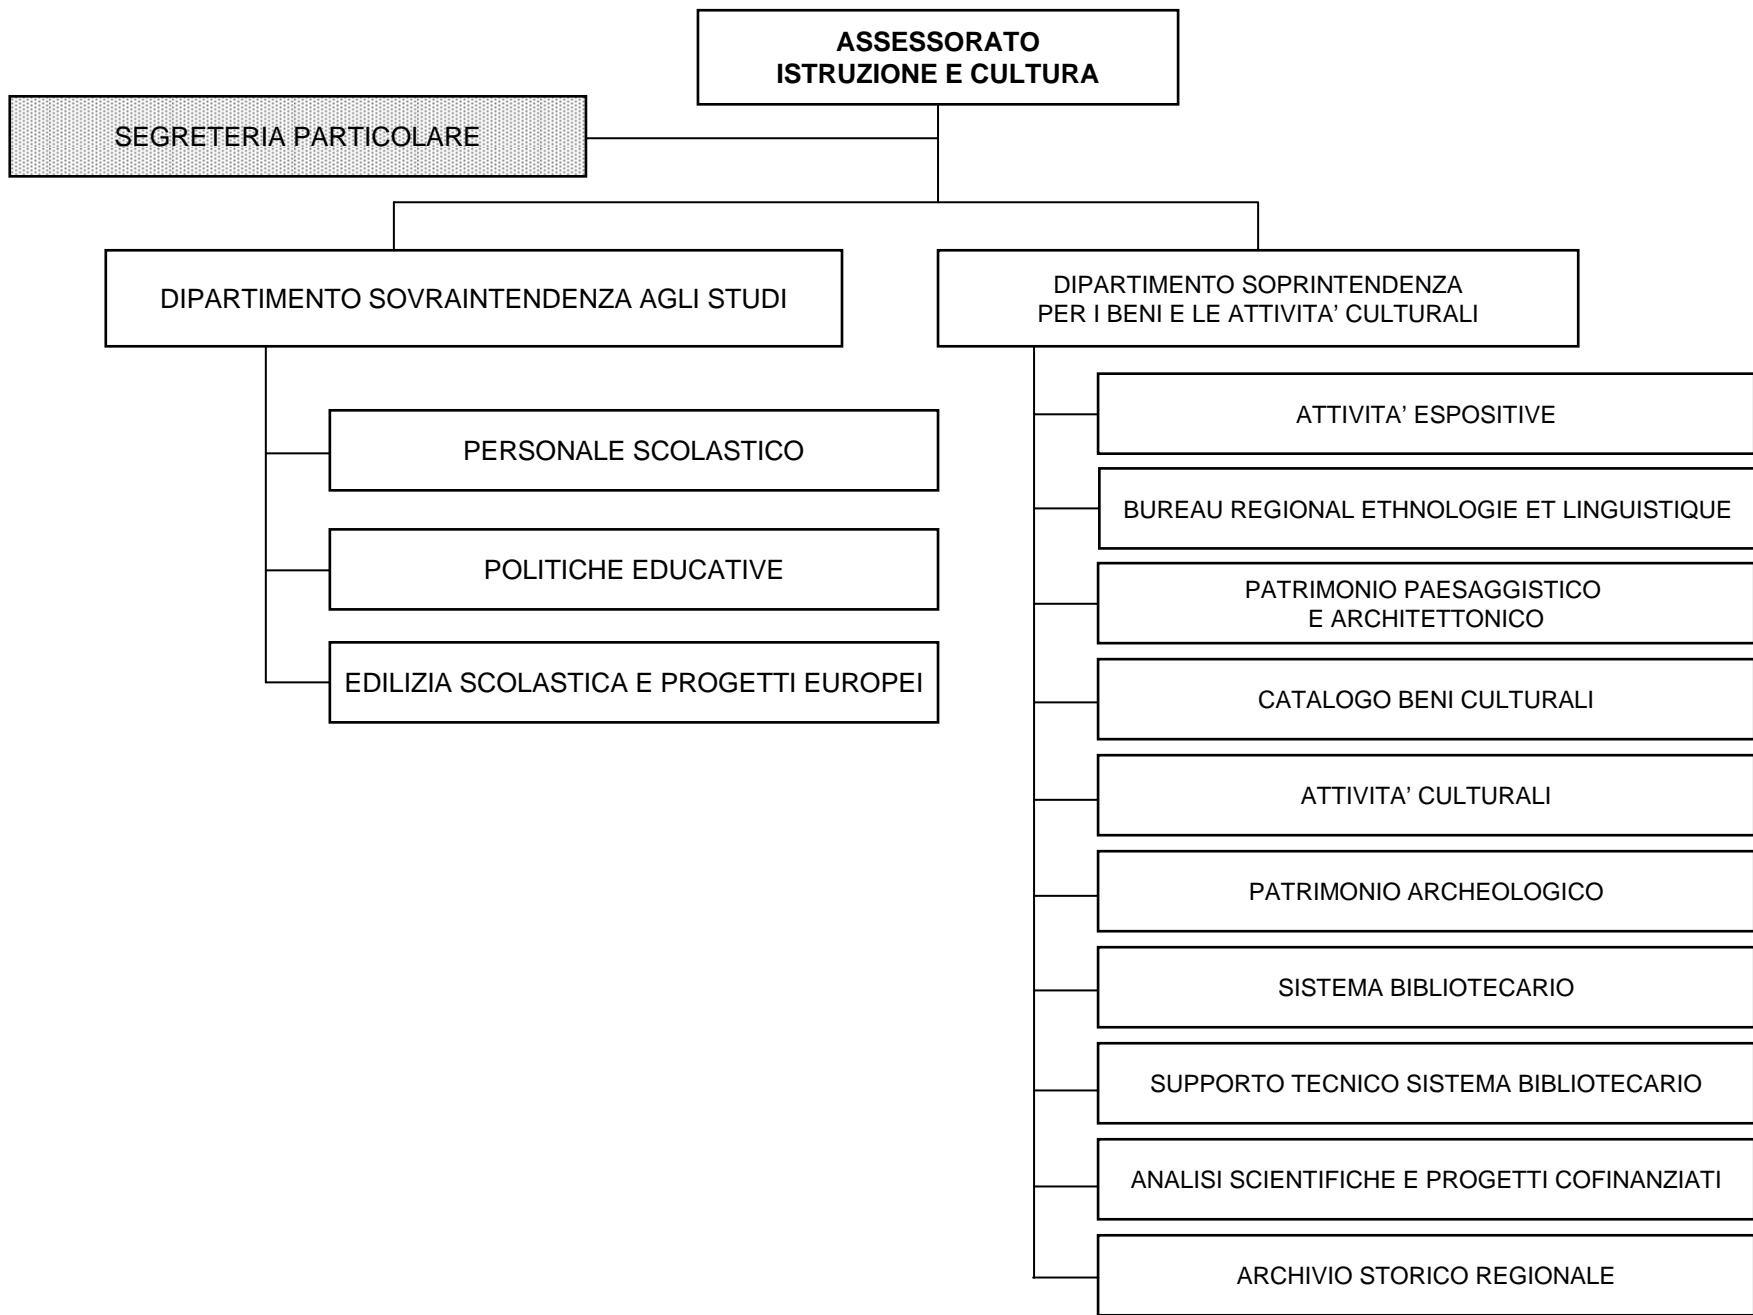 ASSESSORATO
ISTRUZIONE E CULTURA
SEGRETERIA PARTICOLARE
DIPARTIMENTO SOVRAINTENDENZA AGLI STUDI
PERSONALE SCOLASTICO
POLITICHE EDUCATIVE
EDILIZIA SCOLASTICA E PROGETTI EUROPEI
DIPARTIMENTO SOPRINTENDENZA
PER I BENI E LE ATTIVITA’ CULTURALI
ATTIVITA’ ESPOSITIVE
BUREAU REGIONAL ETHNOLOGIE ET LINGUISTIQUE
PATRIMONIO PAESAGGISTICO
E ARCHITETTONICO
CATALOGO BENI CULTURALI
ATTIVITA’ CULTURALI
PATRIMONIO ARCHEOLOGICO
SISTEMA BIBLIOTECARIO
SUPPORTO TECNICO SISTEMA BIBLIOTECARIO
ANALISI SCIENTIFICHE E PROGETTI COFINANZIATI
ARCHIVIO STORICO REGIONALE